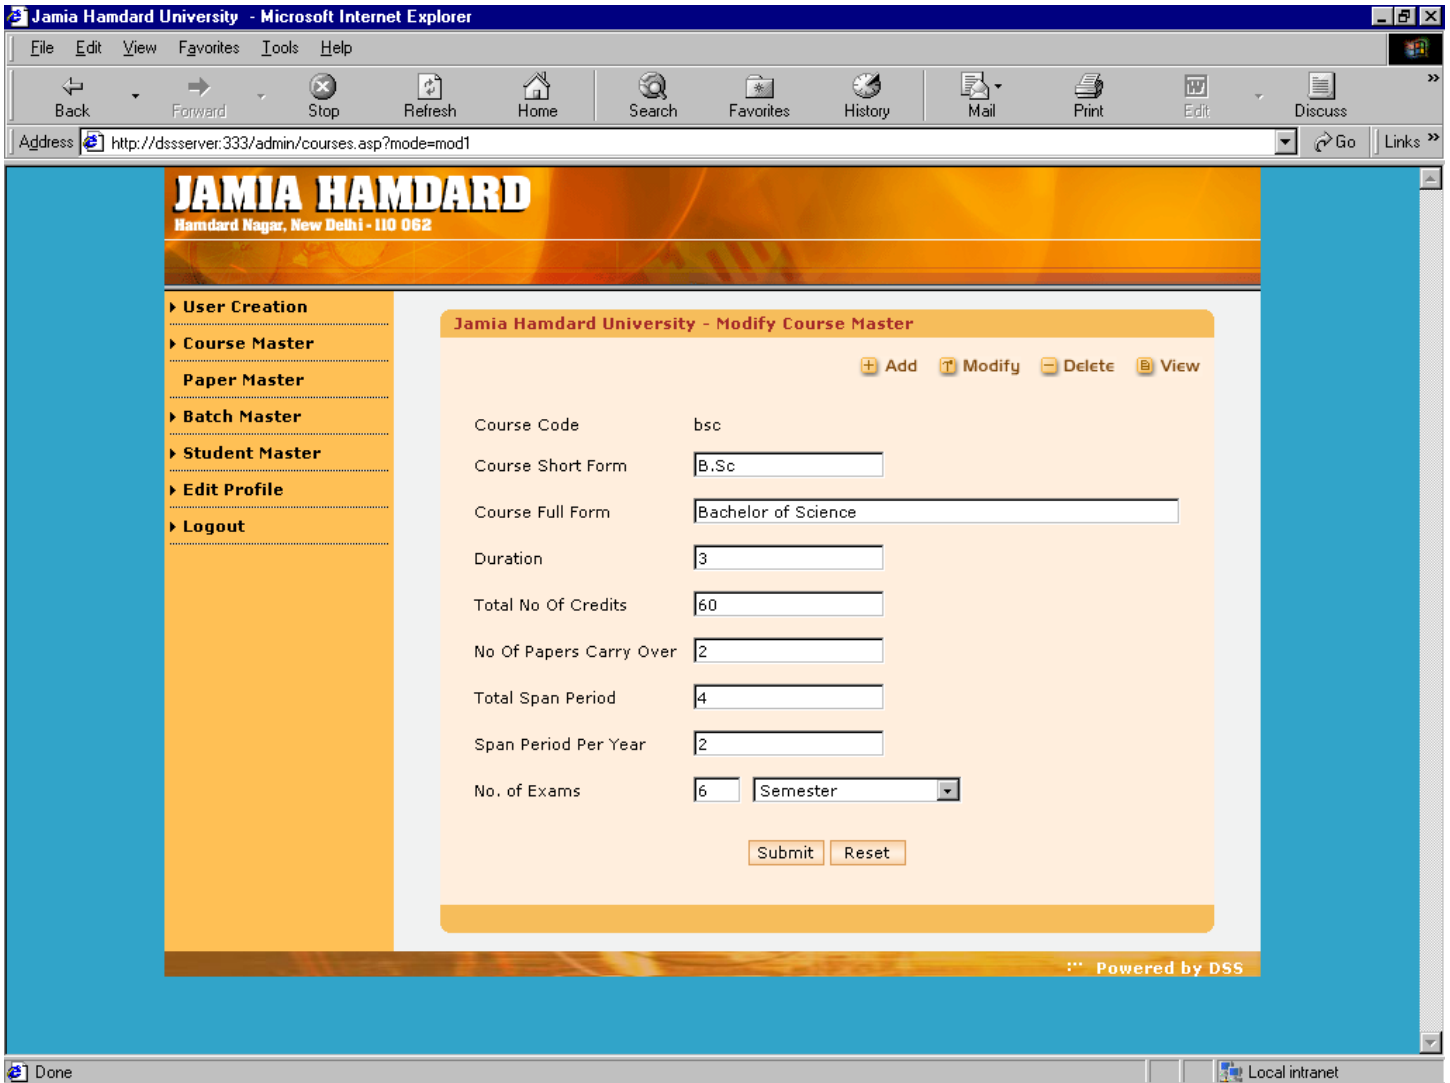 Jamia Hamdard University - Microsoft Internet Explorer
File Edit View Favorites Tools Help
Back Forward Stop Refresh Home Search Favorites History Mail Print Edit Discuss »
Address http://dssserver:333/admin/courses.asp?mode=mod1 Go Links »
JAMIA HAMDARD
Hamdard Nagar, New Delhi - 110 062
User Creation
Course Master
Paper Master
Batch Master
Student Master
Edit Profile
Logout
Jamia Hamdard University - Modify Course Master
Add Modify Delete View
Course Code bsc
Course Short Form B.Sc
Course Full Form Bachelor of Science
Duration 3
Total No Of Credits 60
No Of Papers Carry Over 2
Total Span Period 4
Span Period Per Year 2
No. of Exams 6 Semester
Submit Reset
Powered by DSS
Done Local intranet